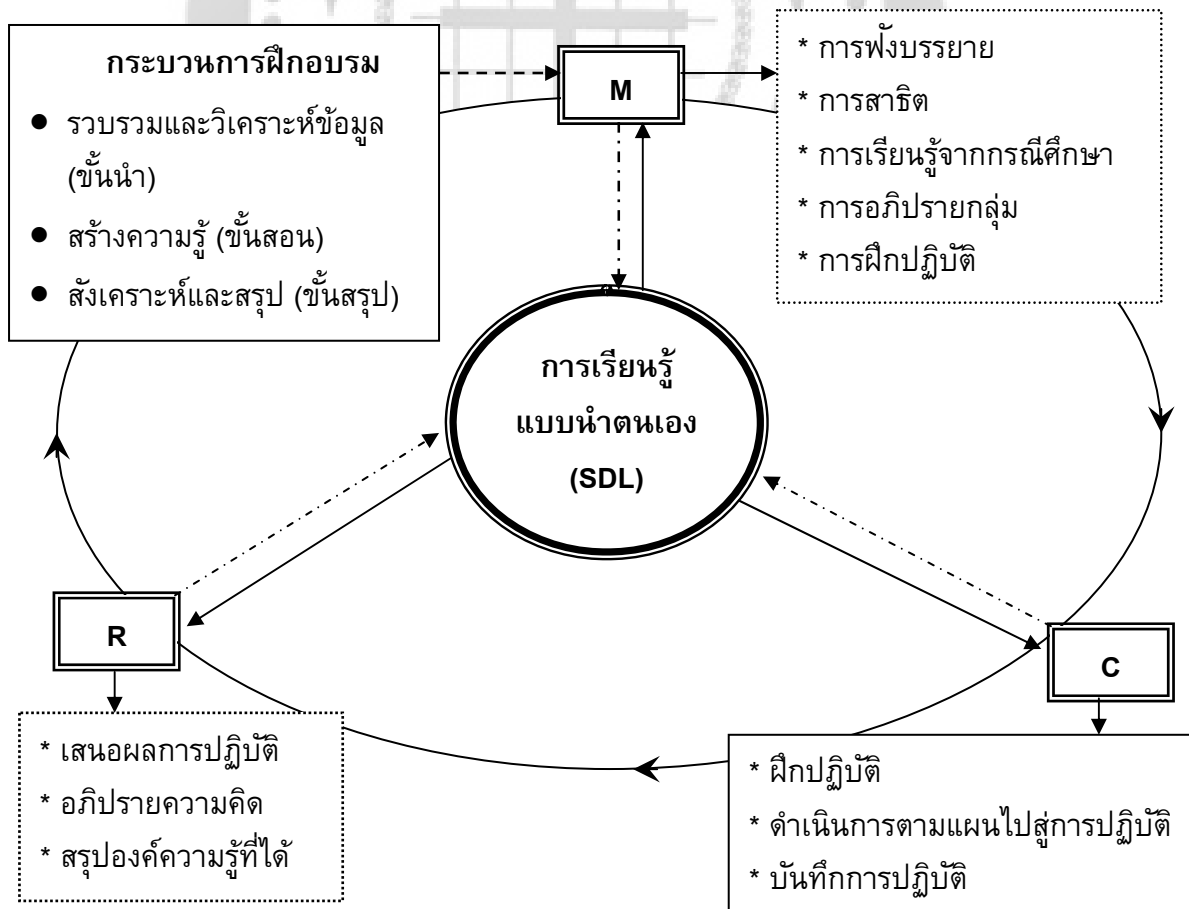 กระบวนการฝึกอบรม
● รวบรวมและวิเคราะห์ข้อมูล
(ขั้นนำ)
● สร้างความรู้ (ขั้นสอน)
● สังเคราะห์และสรุป (ขั้นสรุป)
M
* การฟังบรรยาย
* การสาธิต
* การเรียนรู้จากกรณีศึกษา
* การอภิปรายกลุ่ม
* การฝึกปฏิบัติ
การเรียนรู้
แบบนำตนเอง
(SDL)
R
* เสนอผลการปฏิบัติ
* อภิปรายความคิด
* สรุปองค์ความรู้ที่ได้
C
* ฝึกปฏิบัติ
* ดำเนินการตามแผนไปสู่การปฏิบัติ
* บันทึกการปฏิบัติ